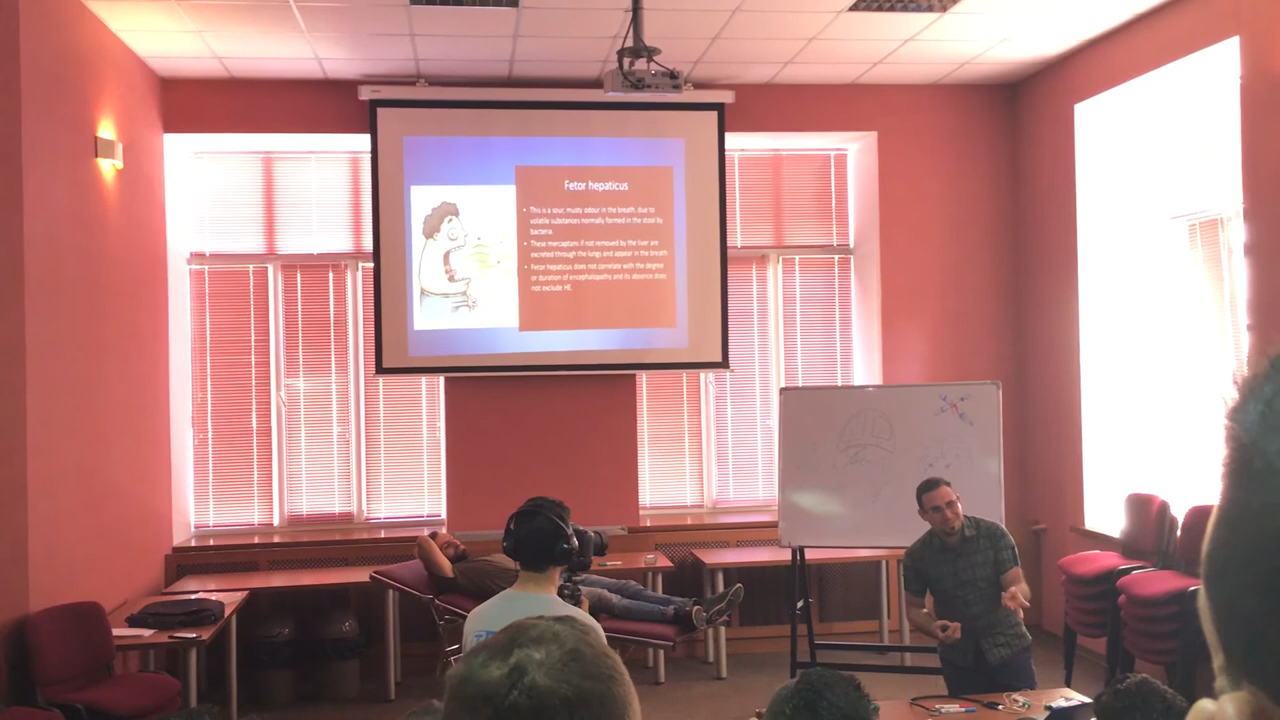 Fetor hepaticus
• This is a sour, musty odour in the breath, due to
volatile substances normally formed in the stool by
bacteria.
• These mercaptans if not removed by the liver are
excreted through the lungs and appear in the breath
• Fetor hepaticus does not correlate with the degree
or duration of encephalopathy and its absence does
not exclude HE.